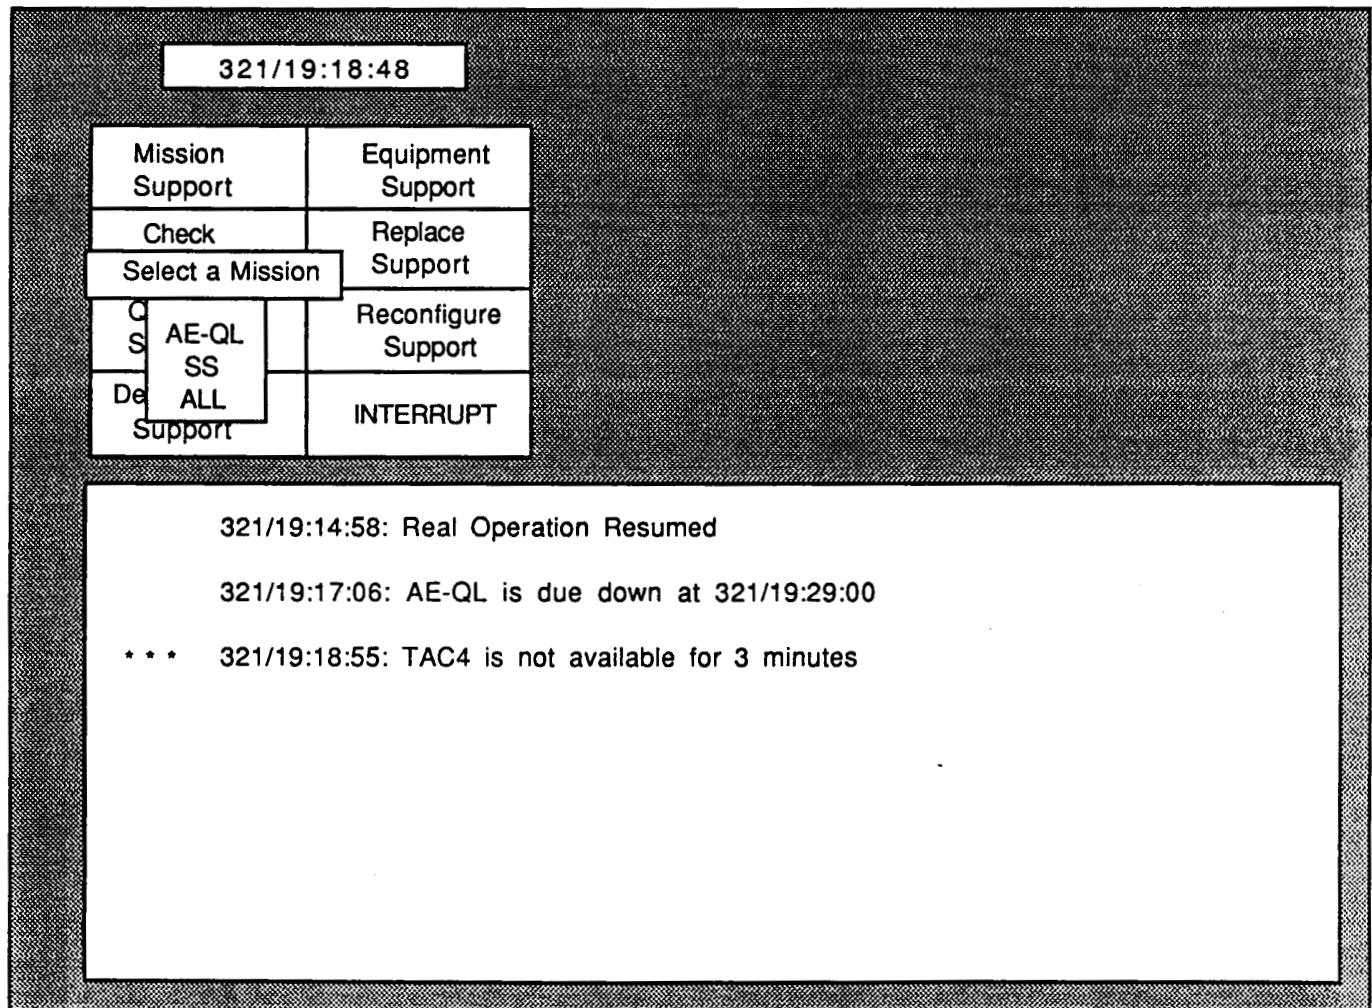 321/19:18:48
Mission
Support
Equipment
Support
Check
Replace
Support
Select a Mission
Reconfigure
Support
AE-QL
SS
ALL
INTERRUPT
Support
321/19:14:58: Real Operation Resumed
321/19:17:06: AE-QL is due down at 321/19:29:00
* * * 321/19:18:55: TAC4 is not available for 3 minutes